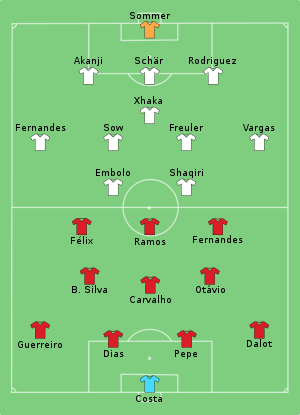 Sommer
Akanji Schär Rodriguez
Xhaka
Fernandes Sow Freuler Vargas
Embolo Shaqiri
Félix Ramos Fernandes
B. Silva Carvalho Otávio
Guerreiro Dias Pepe Dalot
Costa